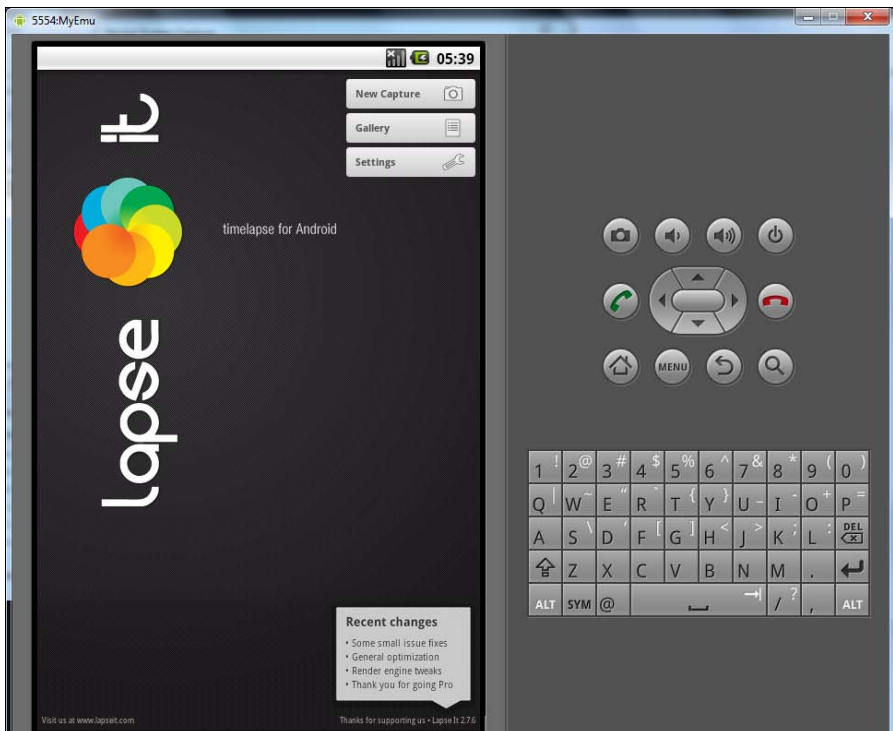 5554:MyEmu
05:39
New Capture
Gallery
Settings
lapse it
timelapse for Android
MENU
1 ! 2 @ 3 # 4 $ 5 % 6 ^ 7 & 8 * 9 ( 0 )
Q | W ~ E " R ` T { Y } U _ I - O + P =
A S \ D ' F [ G ] H < J > K ; L : DEL
Z X C V B N M .
ALT SYM @ / ? , ALT
Recent changes
• Some small issue fixes
• General optimization
• Render engine tweaks
• Thank you for going Pro
Visit us at www.lapseit.com
Thanks for supporting us • Lapse It 2.7.6